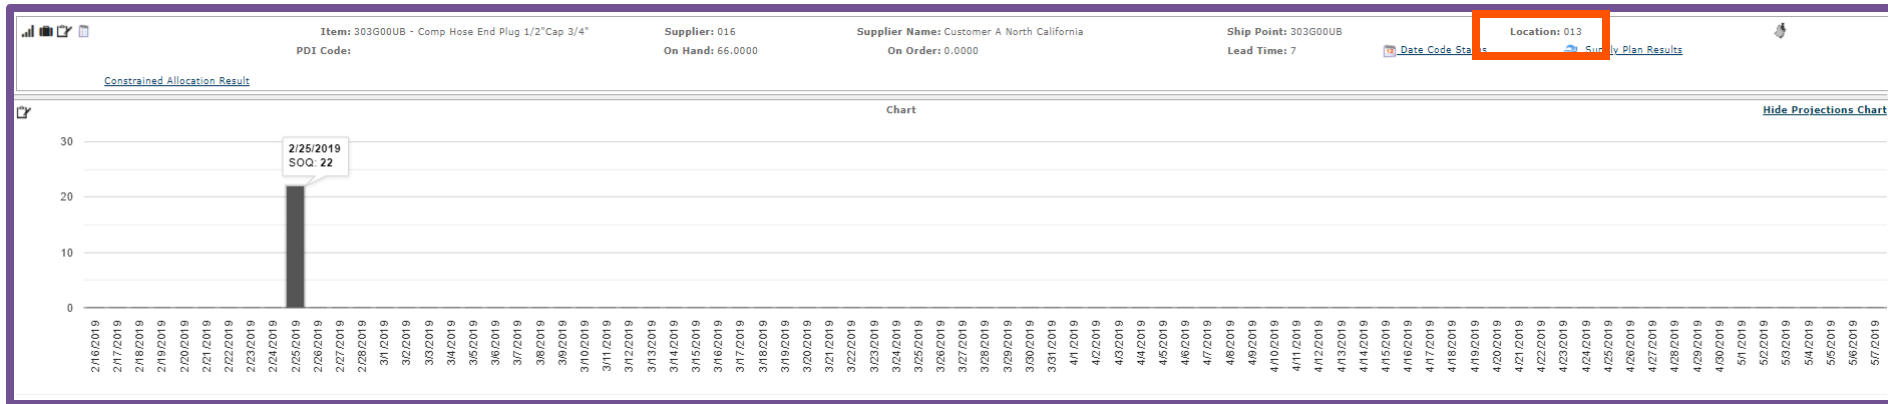 Item: 303G00UB - Comp Hose End Plug 1/2"Cap 3/4" Supplier: 016 Supplier Name: Customer A North California Ship Point: 303G00UB Location: 013
PDI Code: On Hand: 66.0000 On Order: 0.0000 Lead Time: 7 Date Code Status Supply Plan Results
Constrained Allocation Result
Chart Hide Projections Chart
30
2/25/2019
SOQ: 22
20
10
0
2/16/2019 2/17/2019 2/18/2019 2/19/2019 2/20/2019 2/21/2019 2/22/2019 2/23/2019 2/24/2019 2/25/2019 2/26/2019 2/27/2019 2/28/2019 3/1/2019 3/2/2019 3/3/2019 3/4/2019 3/5/2019 3/6/2019 3/7/2019 3/8/2019 3/9/2019 3/10/2019 3/11/2019 3/12/2019 3/13/2019 3/14/2019 3/15/2019 3/16/2019 3/17/2019 3/18/2019 3/19/2019 3/20/2019 3/21/2019 3/22/2019 3/23/2019 3/24/2019 3/25/2019 3/26/2019 3/27/2019 3/28/2019 3/29/2019 3/30/2019 3/31/2019 4/1/2019 4/2/2019 4/3/2019 4/4/2019 4/5/2019 4/6/2019 4/7/2019 4/8/2019 4/9/2019 4/10/2019 4/11/2019 4/12/2019 4/13/2019 4/14/2019 4/15/2019 4/16/2019 4/17/2019 4/18/2019 4/19/2019 4/20/2019 4/21/2019 4/22/2019 4/23/2019 4/24/2019 4/25/2019 4/26/2019 4/27/2019 4/28/2019 4/29/2019 4/30/2019 5/1/2019 5/2/2019 5/3/2019 5/4/2019 5/5/2019 5/6/2019 5/7/2019